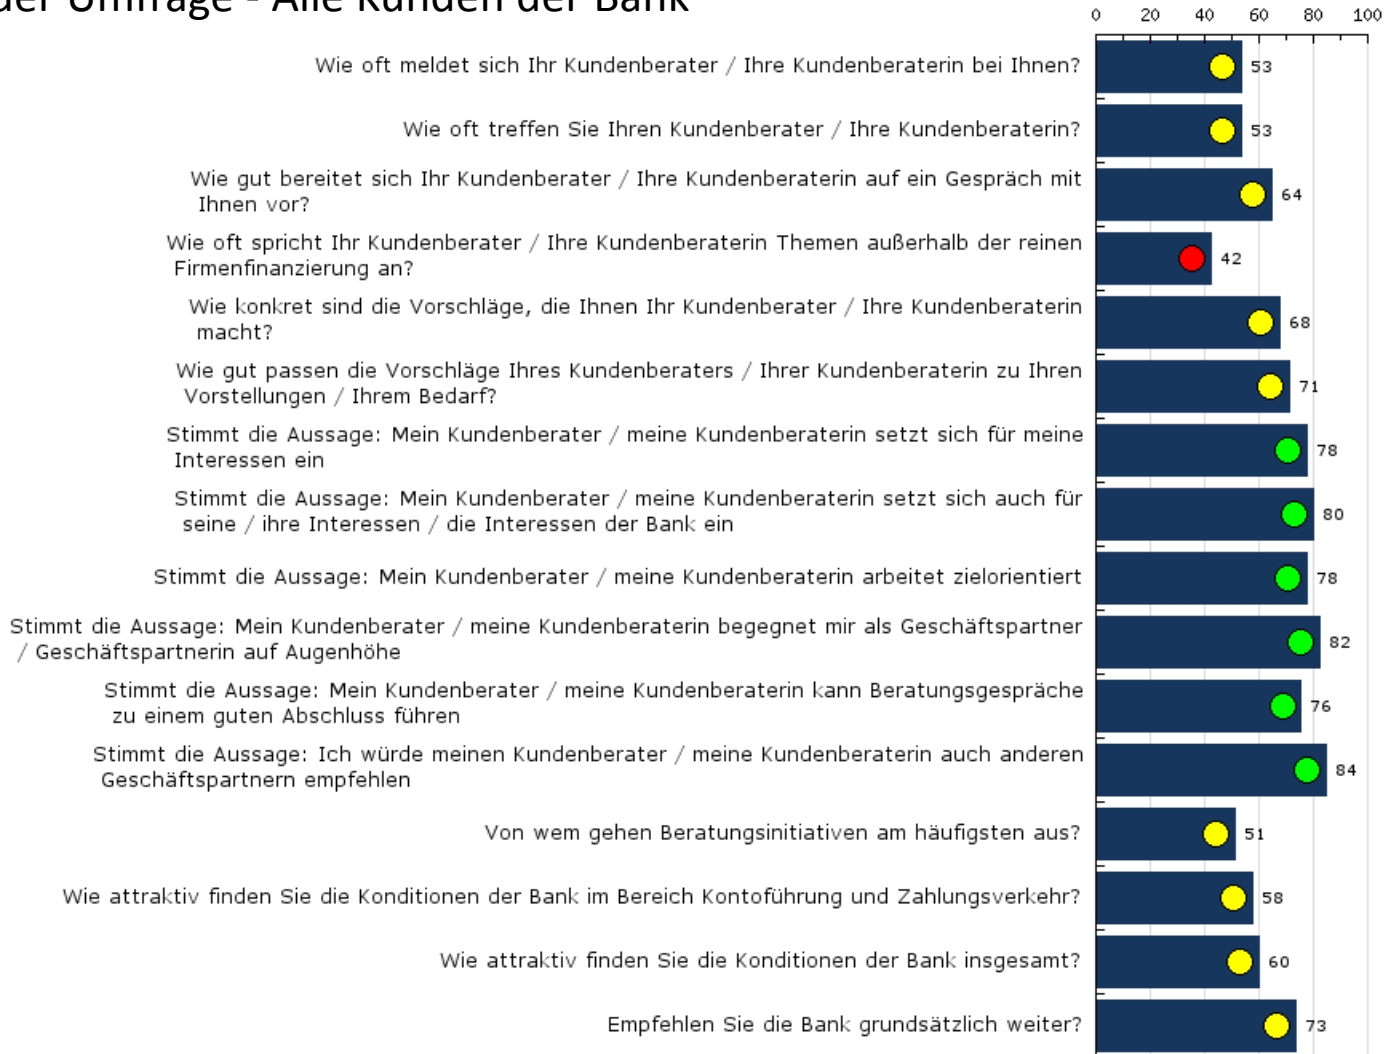 der Umfrage - Alle Kunden der Bank
0 20 40 60 80 100
Wie oft meldet sich Ihr Kundenberater / Ihre Kundenberaterin bei Ihnen? 53
Wie oft treffen Sie Ihren Kundenberater / Ihre Kundenberaterin? 53
Wie gut bereitet sich Ihr Kundenberater / Ihre Kundenberaterin auf ein Gespräch mit
Ihnen vor? 64
Wie oft spricht Ihr Kundenberater / Ihre Kundenberaterin Themen außerhalb der reinen
Firmenfinanzierung an? 42
Wie konkret sind die Vorschläge, die Ihnen Ihr Kundenberater / Ihre Kundenberaterin
macht? 68
Wie gut passen die Vorschläge Ihres Kundenberaters / Ihrer Kundenberaterin zu Ihren
Vorstellungen / Ihrem Bedarf? 71
Stimmt die Aussage: Mein Kundenberater / meine Kundenberaterin setzt sich für meine
Interessen ein 78
Stimmt die Aussage: Mein Kundenberater / meine Kundenberaterin setzt sich auch für
seine / ihre Interessen / die Interessen der Bank ein 80
Stimmt die Aussage: Mein Kundenberater / meine Kundenberaterin arbeitet zielorientiert 78
Stimmt die Aussage: Mein Kundenberater / meine Kundenberaterin begegnet mir als Geschäftspartner
/ Geschäftspartnerin auf Augenhöhe 82
Stimmt die Aussage: Mein Kundenberater / meine Kundenberaterin kann Beratungsgespräche
zu einem guten Abschluss führen 76
Stimmt die Aussage: Ich würde meinen Kundenberater / meine Kundenberaterin auch anderen
Geschäftspartnern empfehlen 84
Von wem gehen Beratungsinitiativen am häufigsten aus? 51
Wie attraktiv finden Sie die Konditionen der Bank im Bereich Kontoführung und Zahlungsverkehr? 58
Wie attraktiv finden Sie die Konditionen der Bank insgesamt? 60
Empfehlen Sie die Bank grundsätzlich weiter? 73